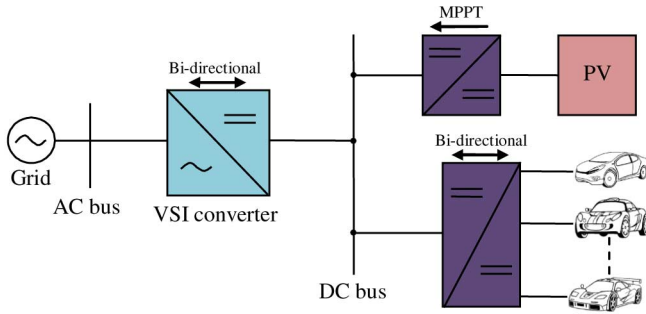 MPPT
Bi-directional
PV
Grid
AC bus
VSI converter
Bi-directional
DC bus